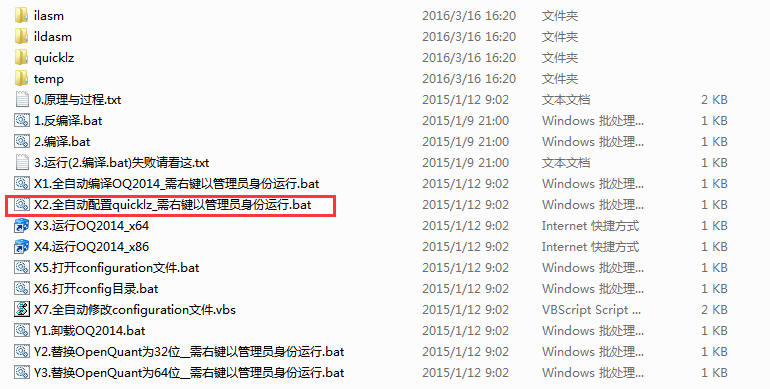 ilasm 2016/3/16 16:20 文件夹
ildasm 2016/3/16 16:20 文件夹
quicklz 2016/3/16 16:20 文件夹
temp 2016/3/16 16:20 文件夹
0.原理与过程.txt 2015/1/12 9:02 文本文档 2 KB
1.反编译.bat 2015/1/9 21:00 Windows 批处理... 1 KB
2.编译.bat 2015/1/9 21:00 Windows 批处理... 1 KB
3.运行(2.编译.bat)失败请看这.txt 2015/1/9 21:00 文本文档 1 KB
X1.全自动编译OQ2014_需右键以管理员身份运行.bat 2015/1/12 9:02 Windows 批处理... 1 KB
X2.全自动配置quicklz_需右键以管理员身份运行.bat 2015/1/12 9:02 Windows 批处理... 1 KB
X3.运行OQ2014_x64 2015/1/12 9:02 Internet 快捷方式 1 KB
X4.运行OQ2014_x86 2015/1/12 9:02 Internet 快捷方式 1 KB
X5.打开configuration文件.bat 2015/1/12 9:02 Windows 批处理... 1 KB
X6.打开config目录.bat 2015/1/12 9:02 Windows 批处理... 1 KB
X7.全自动修改configuration文件.vbs 2015/1/12 9:02 VBScript Script ... 2 KB
Y1.卸载OQ2014.bat 2015/1/12 9:02 Windows 批处理... 1 KB
Y2.替换OpenQuant为32位__需右键以管理员身份运行.bat 2015/1/12 9:02 Windows 批处理... 1 KB
Y3.替换OpenQuant为64位__需右键以管理员身份运行.bat 2015/1/12 9:02 Windows 批处理... 1 KB